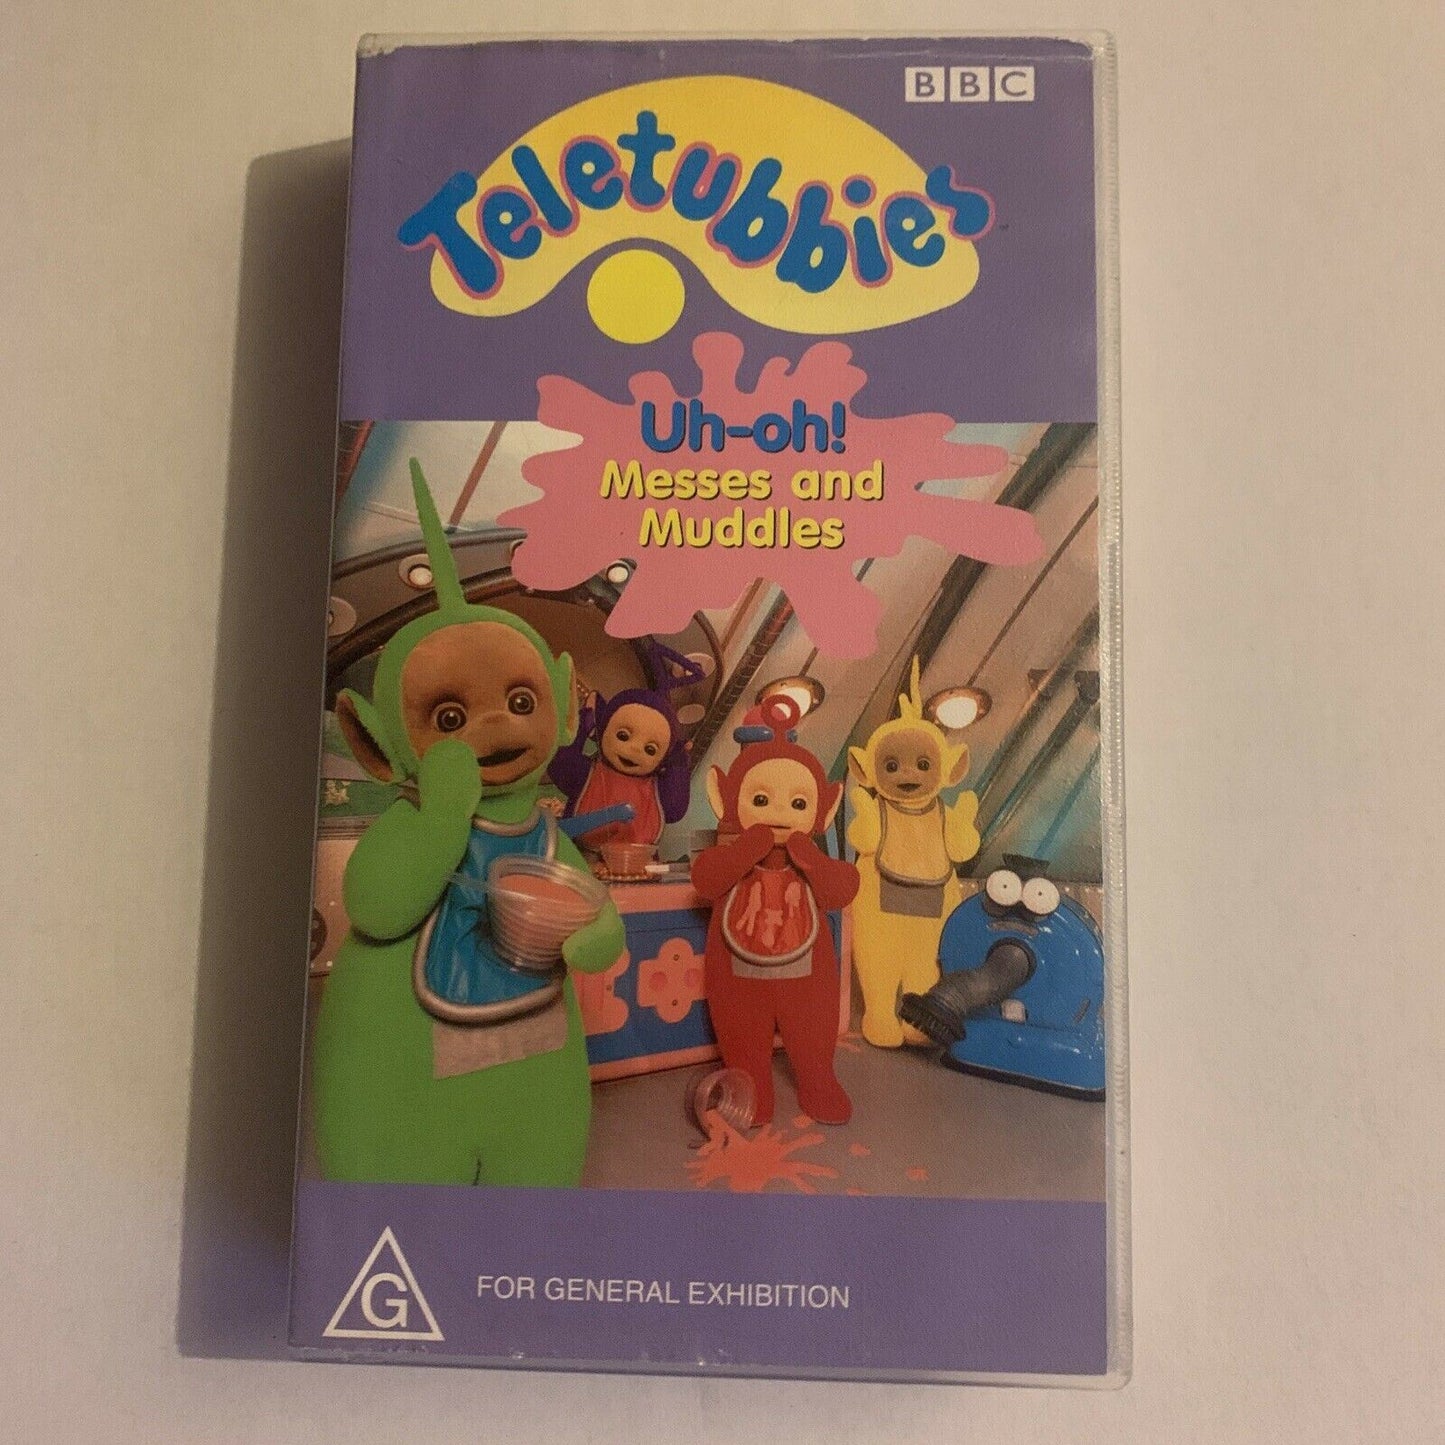 BBC
Teletubbies
Uh-oh!
Messes and
Muddles
G
FOR GENERAL EXHIBITION